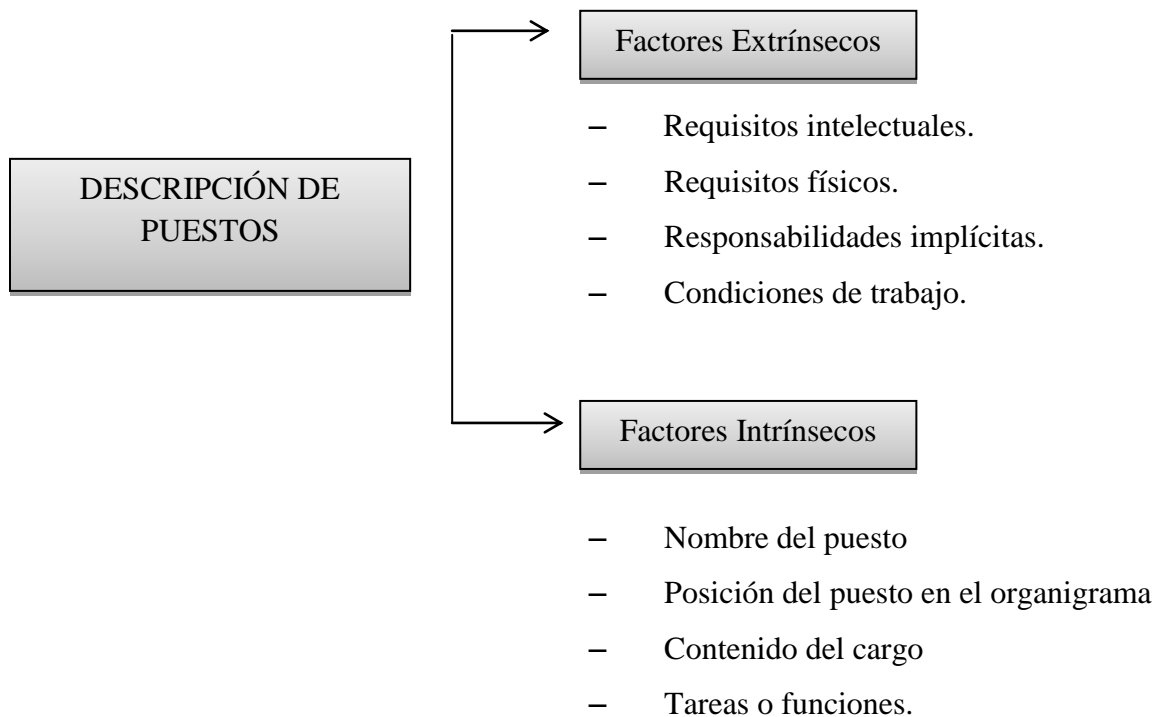 DESCRIPCIÓN DE
PUESTOS
Factores Extrínsecos
– Requisitos intelectuales.
– Requisitos físicos.
– Responsabilidades implícitas.
– Condiciones de trabajo.
Factores Intrínsecos
– Nombre del puesto
– Posición del puesto en el organigrama
– Contenido del cargo
– Tareas o funciones.